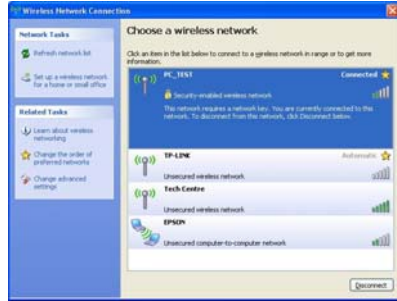 Wireless Network Connection
Network Tasks
Refresh network list
Set up a wireless network
for a home or small office
Related Tasks
Learn about wireless
networking
Change the order of
preferred networks
Change advanced
settings
Choose a wireless network
Click an item in the list below to connect to a wireless network in range or to get more
information.
PC_TEST
Connected
Security-enabled wireless network
This network requires a network key. You are currently connected to this
network. To disconnect from this network, click Disconnect below.
TP-LINK
Automatic
Unsecured wireless network
Tech Centre
Unsecured wireless network
EPSON
Unsecured computer-to-computer network
Disconnect